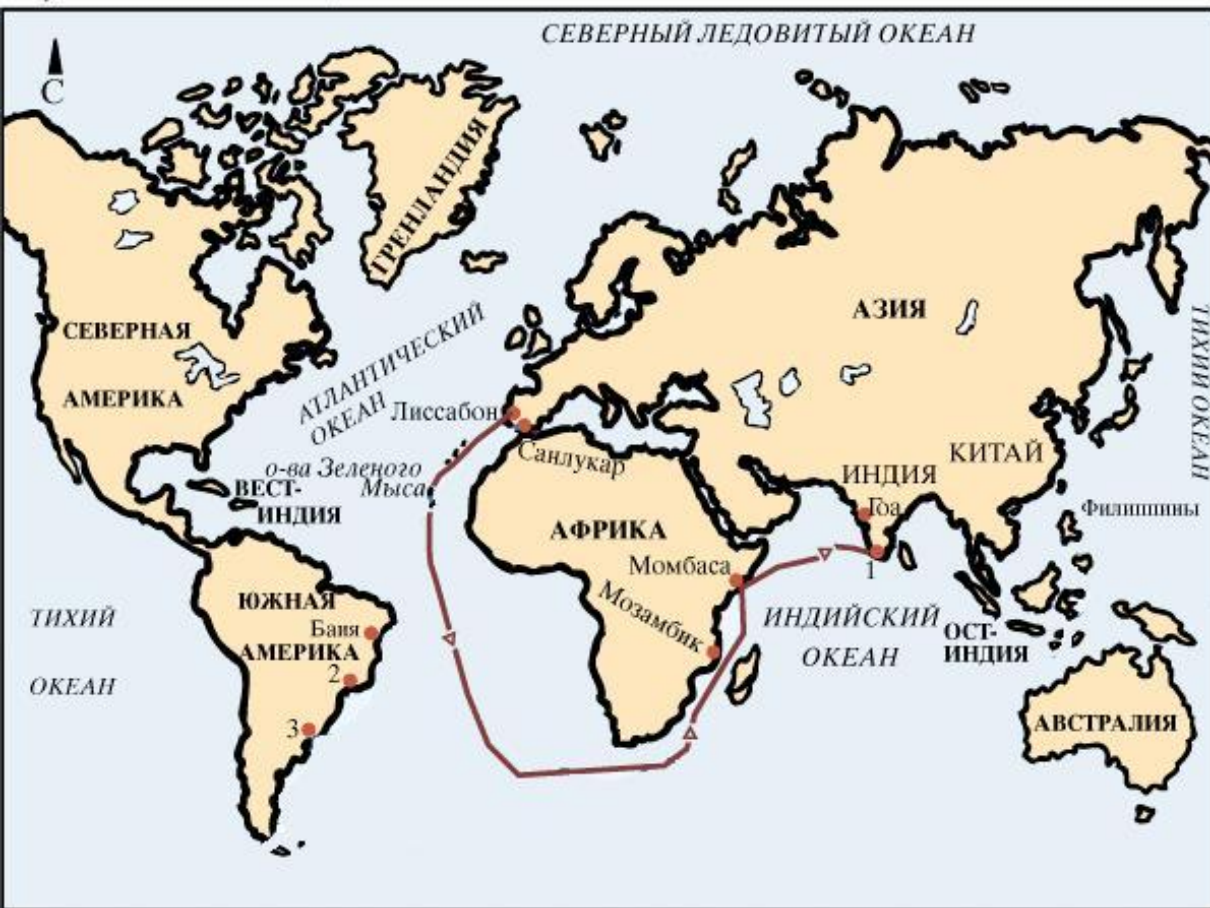 СЕВЕРНЫЙ ЛЕДОВИТЫЙ ОКЕАН
С
ГРЕНЛАНДИЯ
СЕВЕРНАЯ
АМЕРИКА
АТЛАНТИЧЕСКИЙ
ОКЕАН
АЗИЯ
ТИХИЙ ОКЕАН
Лиссабон
Санлукар
о-ва Зеленого
Мыса
ВЕСТ-
ИНДИЯ
КИТАЙ
ИНДИЯ
Гоа
Филиппины
1
АФРИКА
Момбаса
Мозамбик
ЮЖНАЯ
АМЕРИКА
Баия
2
3
ТИХИЙ
ОКЕАН
ИНДИЙСКИЙ
ОКЕАН
ОСТ-
ИНДИЯ
АВСТРАЛИЯ